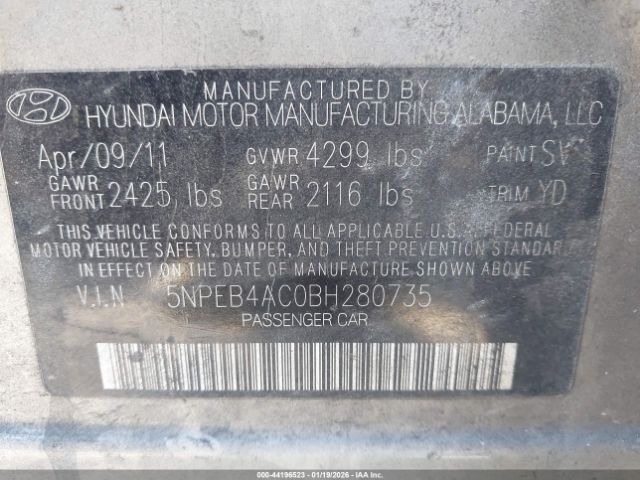 MANUFACTURED BY
HYUNDAI MOTOR MANUFACTURING ALABAMA, LLC
Apr/09/11 GVWR 4299 lbs PAINT SV
GAWR FRONT 2425 lbs GAWR REAR 2116 lbs TRIM YD
THIS VEHICLE CONFORMS TO ALL APPLICABLE U.S.A. FEDERAL
MOTOR VEHICLE SAFETY, BUMPER, AND THEFT PREVENTION STANDARDS
IN EFFECT ON THE DATE OF MANUFACTURE SHOWN ABOVE
V.I.N 5NPEB4AC0BH280735
PASSENGER CAR
000-44196523 | 01/19/2026 | Copyright © IAA, LLC.